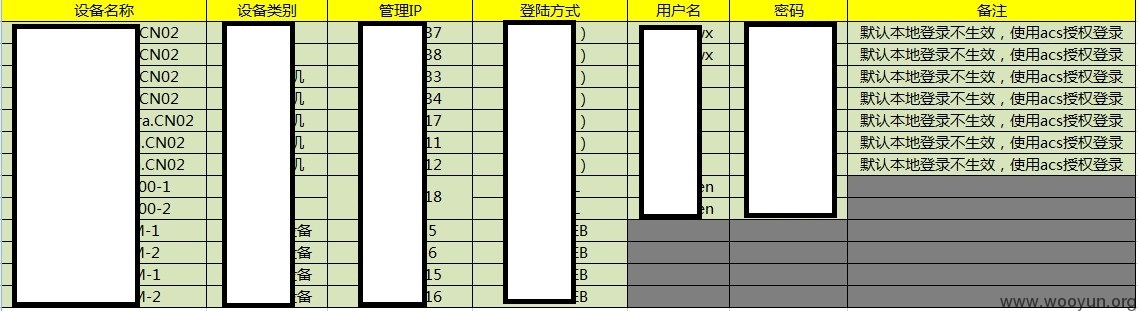 设备名称 设备类别 管理IP 登陆方式 用户名 密码 备注
.CN02 37 ) wx 默认本地登录不生效，使用acs授权登录
.CN02 38 ) wx 默认本地登录不生效，使用acs授权登录
.CN02 机 33 ) 默认本地登录不生效，使用acs授权登录
.CN02 机 34 ) 默认本地登录不生效，使用acs授权登录
ra.CN02 机 17 ) 默认本地登录不生效，使用acs授权登录
.CN02 机 11 ) 默认本地登录不生效，使用acs授权登录
.CN02 机 12 ) 默认本地登录不生效，使用acs授权登录
00-1 18 L en
00-2 L en
M-1 设备 5 EB
M-2 设备 6 EB
M-1 设备 15 EB
M-2 设备 16 EB
www.wooyun.org